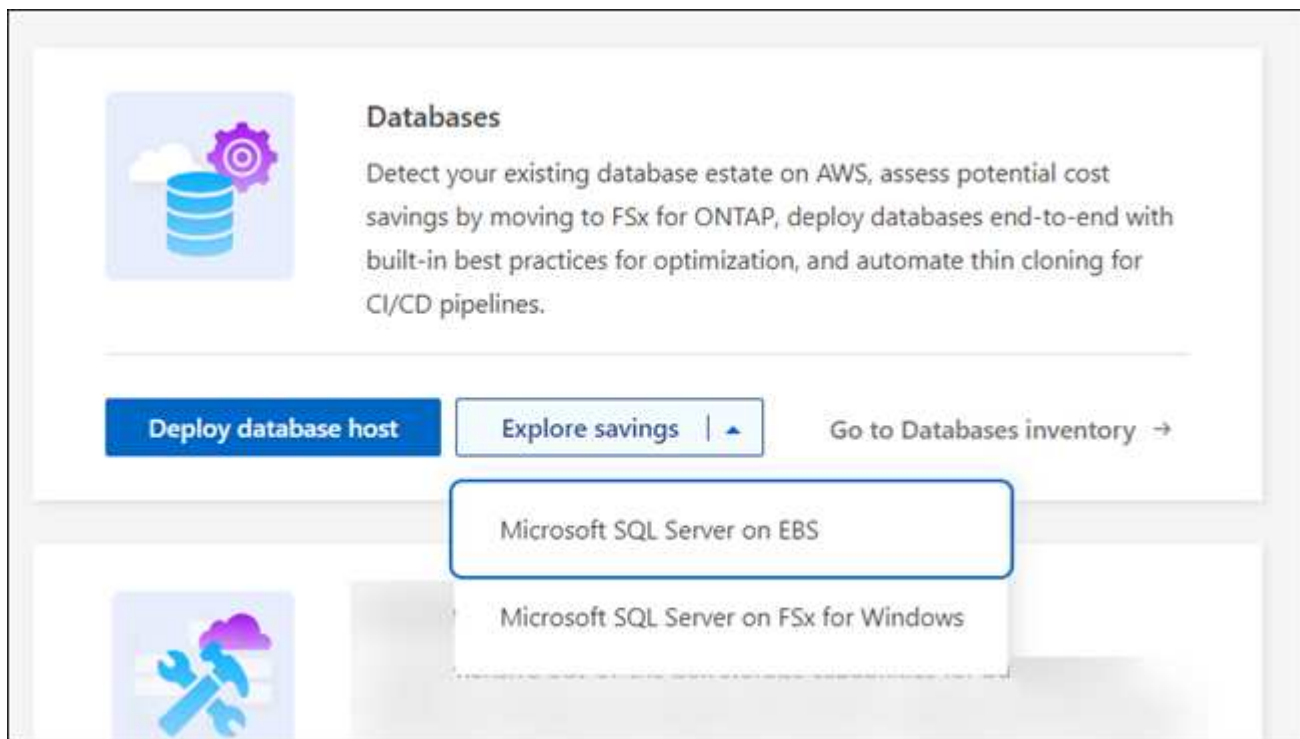 Databases
Detect your existing database estate on AWS, assess potential cost
savings by moving to FSx for ONTAP, deploy databases end-to-end with
built-in best practices for optimization, and automate thin cloning for
CI/CD pipelines.
Deploy database host
Explore savings
Go to Databases inventory →
Microsoft SQL Server on EBS
Microsoft SQL Server on FSx for Windows